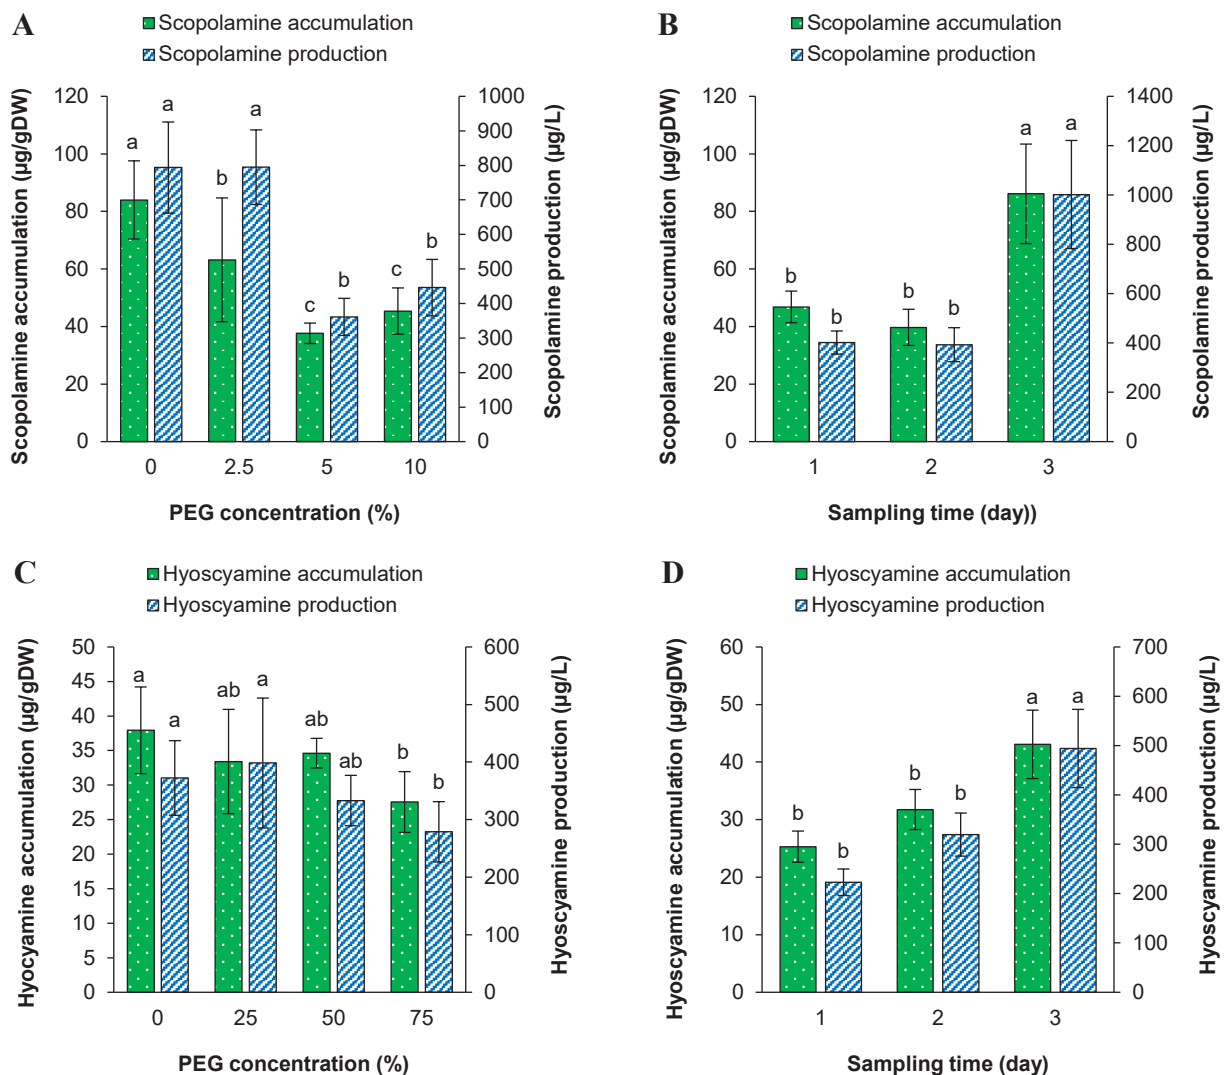 A
Scopolamine accumulation
Scopolamine production
Scopolamine accumulation (µg/gDW)
120
100
80
60
40
20
0
a
a
b
a
c
b
c
b
1000
900
800
700
600
500
400
300
200
100
0
Scopolamine production (µg/L)
0 2.5 5 10
PEG concentration (%)
B
Scopolamine accumulation
Scopolamine production
Scopolamine accumulation (µg/gDW)
120
100
80
60
40
20
0
b
b
b
b
a
a
1400
1200
1000
800
600
400
200
0
Scopolamine production (µg/L)
1 2 3
Sampling time (day))
C
Hyoscyamine accumulation
Hyoscyamine production
Hyocyamine accumulation (µg/gDW)
50
45
40
35
30
25
20
15
10
5
0
a
a
ab
a
ab
ab
b
b
600
500
400
300
200
100
0
Hyoscyamine production (µg/L)
0 25 50 75
PEG concentration (%)
D
Hyoscyamine accumulation
Hyoscyamine production
Hyoscyamine accumulation (µg/gDW)
60
50
40
30
20
10
0
b
b
b
b
a
a
700
600
500
400
300
200
100
0
Hyoscyamine production (µg/L)
1 2 3
Sampling time (day)